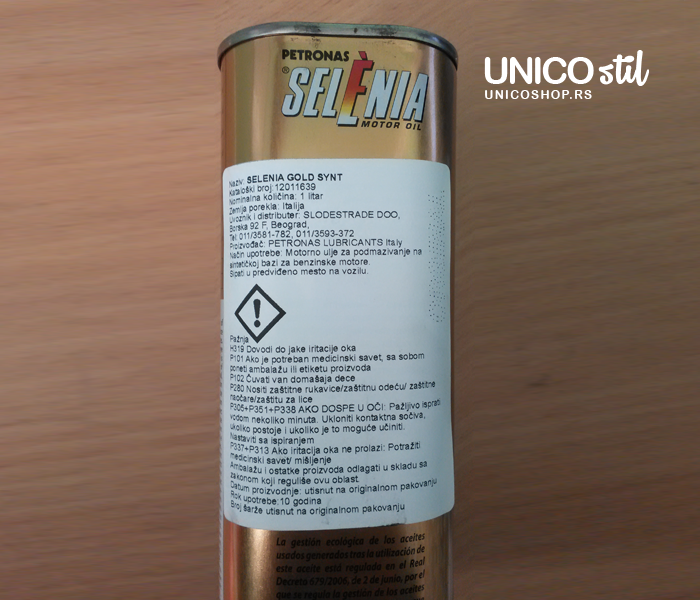 PETRONAS
SELÈNIA
®
MOTOR OIL
UNICO stil
UNICOSHOP.RS
Naziv: SELENIA GOLD SYNT
Kataloški broj:12011639
Nominalna količina: 1 litar
Zemlja porekla: Italija
Uvoznik i distributer: SLODESTRADE DOO,
Borska 92 F, Beograd,
Tel: 011/3581-782, 011/3593-372
Proizvođač: PETRONAS LUBRICANTS Italy
Način upotrebe: Motorno ulje za podmazivanje na
sintetičkoj bazi za benzinske motore.
Sipati u predviđeno mesto na vozilu.
Pažnja
H319 Dovodi do jake iritacije oka
P101 Ako je potreban medicinski savet, sa sobom
poneti ambalažu ili etiketu proizvoda
P102 Čuvati van domašaja dece
P280 Nositi zaštitne rukavice/zaštitnu odeću/ zaštitne
naočare/zaštitu za lice
P305+P351+P338 AKO DOSPE U OČI: Pažljivo isprati
vodom nekoliko minuta. Ukloniti kontaktna sočiva,
ukoliko postoje i ukoliko je to moguće učiniti.
Nastaviti sa ispiranjem
P337+P313 Ako iritacija oka ne prolazi: Potražiti
medicinski savet/ mišljenje
Ambalažu i ostatke proizvoda odlagati u skladu sa
zakonom koji reguliše ovu oblast.
Datum proizvodnje: utisnut na originalnom pakovanju
Rok upotrebe:10 godina
Broj šarže utisnut na originalnom pakovanju
La gestión ecológica de los aceites
usados generados tras la utilización de
este aceite está regulada en el Real
Decreto 679/2006, de 2 de junio, por el
que se regula la gestión de los aceites